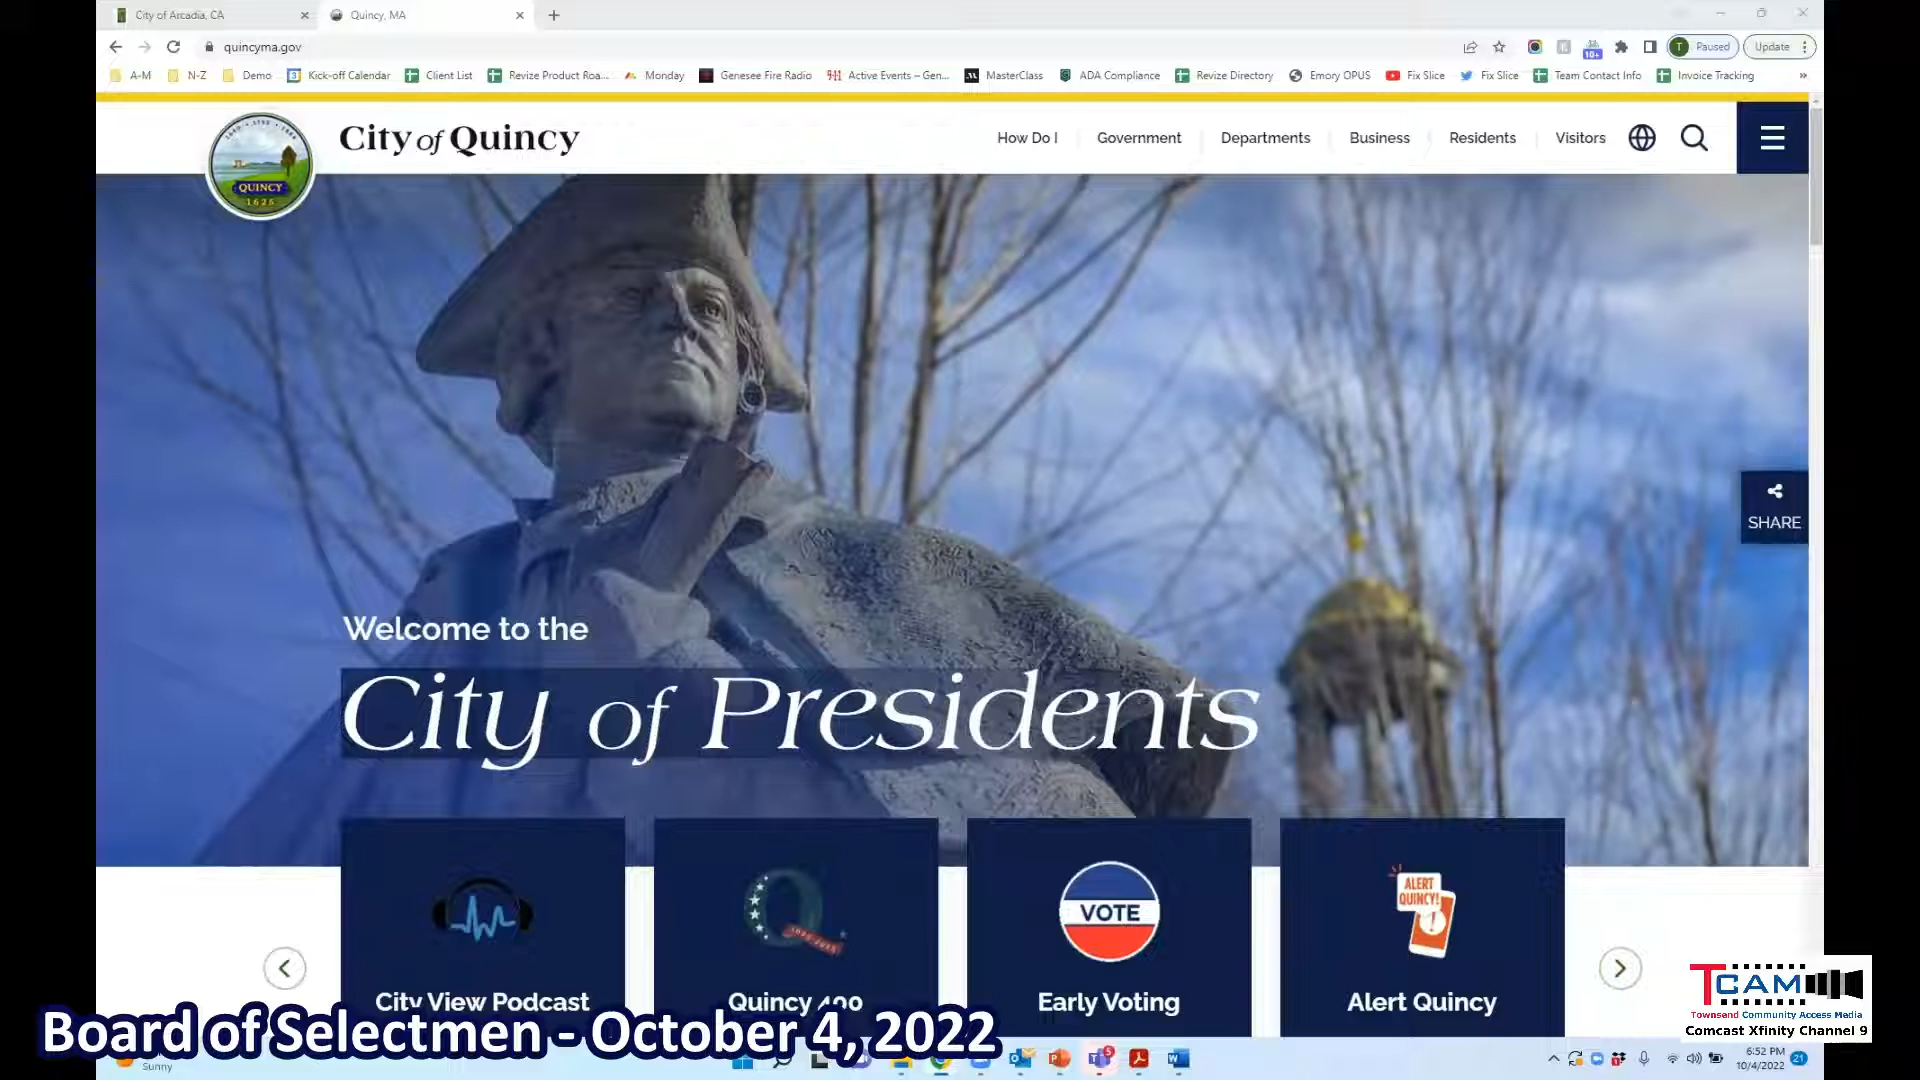 City of Arcadia, CA
Quincy, MA
quincyma.gov
T Paused
Update
A-M
N-Z
Demo
Kick-off Calendar
Client List
Revize Product Roa...
Monday
Genesee Fire Radio
Active Events – Gen...
MasterClass
ADA Compliance
Revize Directory
Emory OPUS
Fix Slice
Fix Slice
Team Contact Info
Invoice Tracking
»
City of Quincy
How Do I
Government
Departments
Business
Residents
Visitors
QUINCY
1625
SHARE
Welcome to the
City of Presidents
VOTE
ALERT
QUINCY!
City View Podcast
Quincy 400
Early Voting
Alert Quincy
TCAM
Townsend Community Access Media
Comcast Xfinity Channel 9
Board of Selectmen - October 4, 2022
Sunny
6:52 PM
10/4/2022
21